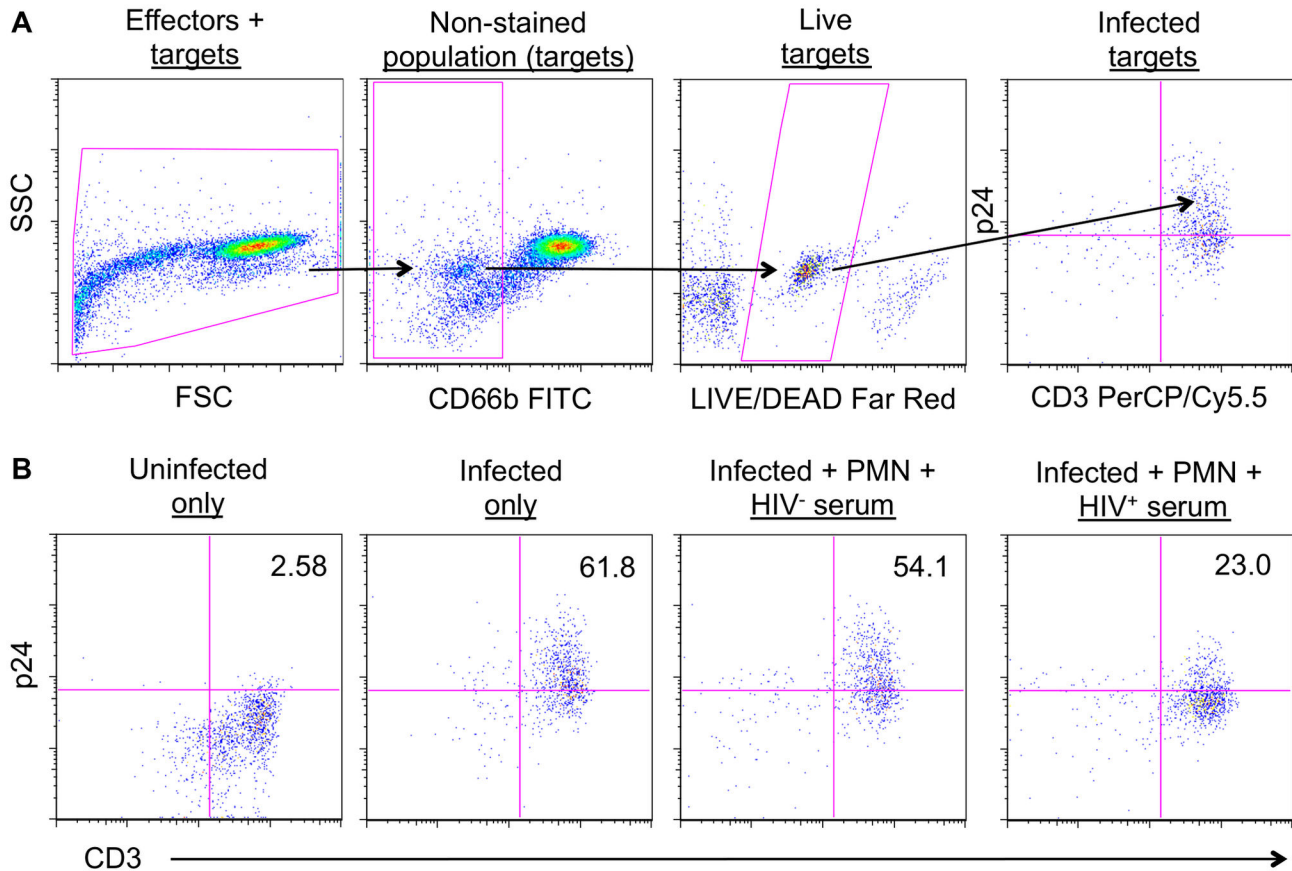 A
Effectors +
targets
Non-stained
population (targets)
Live
targets
Infected
targets
SSC
p24
FSC
CD66b FITC
LIVE/DEAD Far Red
CD3 PerCP/Cy5.5
B
Uninfected
only
Infected
only
Infected + PMN +
HIV⁻ serum
Infected + PMN +
HIV⁺ serum
2.58
61.8
54.1
23.0
p24
CD3